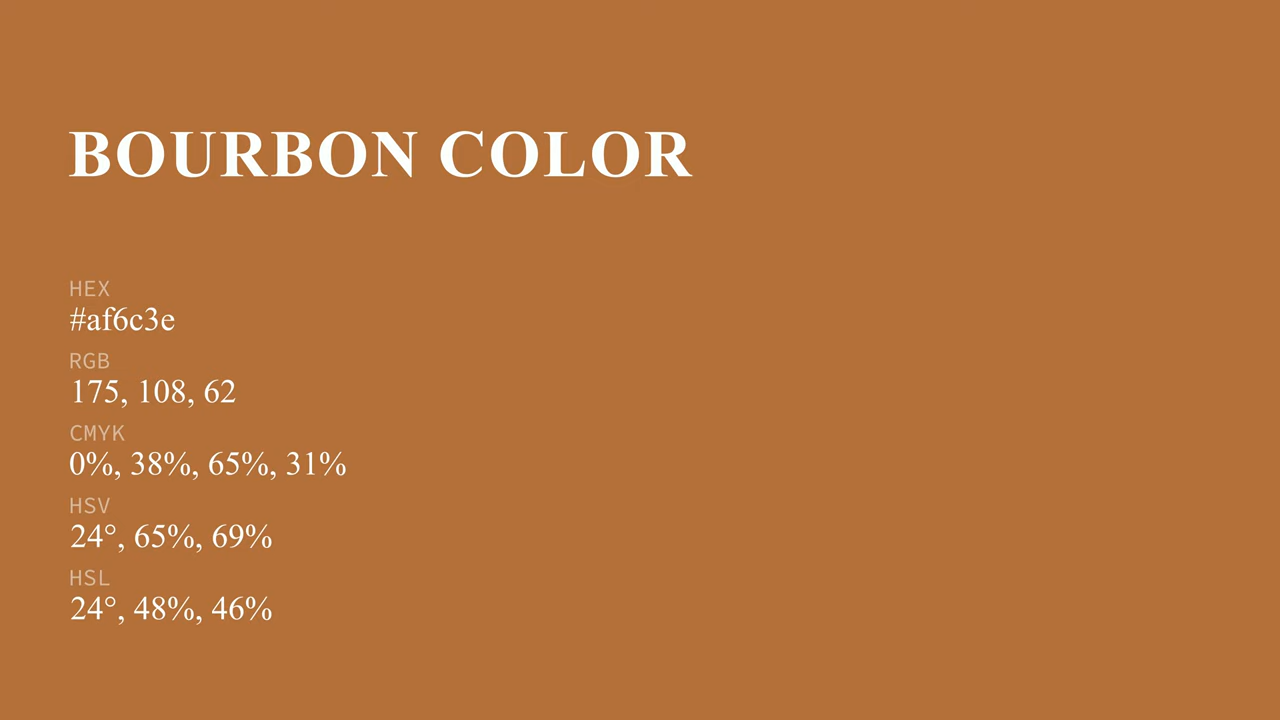 BOURBON COLOR
HEX
#af6c3e
RGB
175, 108, 62
CMYK
0%, 38%, 65%, 31%
HSV
24°, 65%, 69%
HSL
24°, 48%, 46%